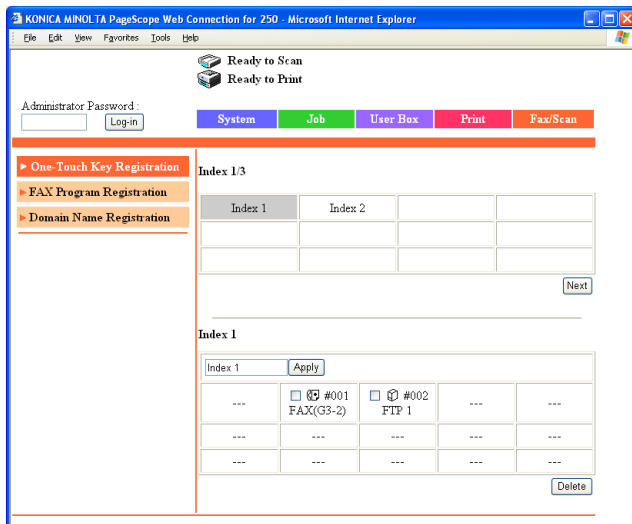 KONICA MINOLTA PageScope Web Connection for 250 - Microsoft Internet Explorer
File Edit View Favorites Tools Help
Ready to Scan
Ready to Print
Administrator Password :
Log-in
System Job User Box Print Fax/Scan
One-Touch Key Registration
FAX Program Registration
Domain Name Registration
Index 1/3
Index 1 Index 2
Next
Index 1
Index 1 Apply
--- #001 #002 --- ---
FAX(G3-2) FTP 1
--- --- --- --- ---
--- --- --- --- ---
Delete